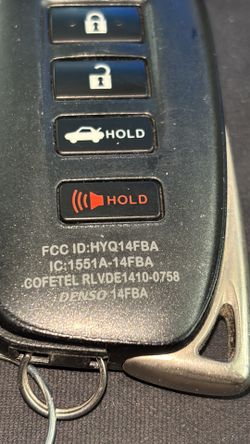 HOLD
HOLD
FCC ID:HYQ14FBA
IC:1551A-14FBA
COFETEL RLVDE1410-0758
DENSO 14FBA